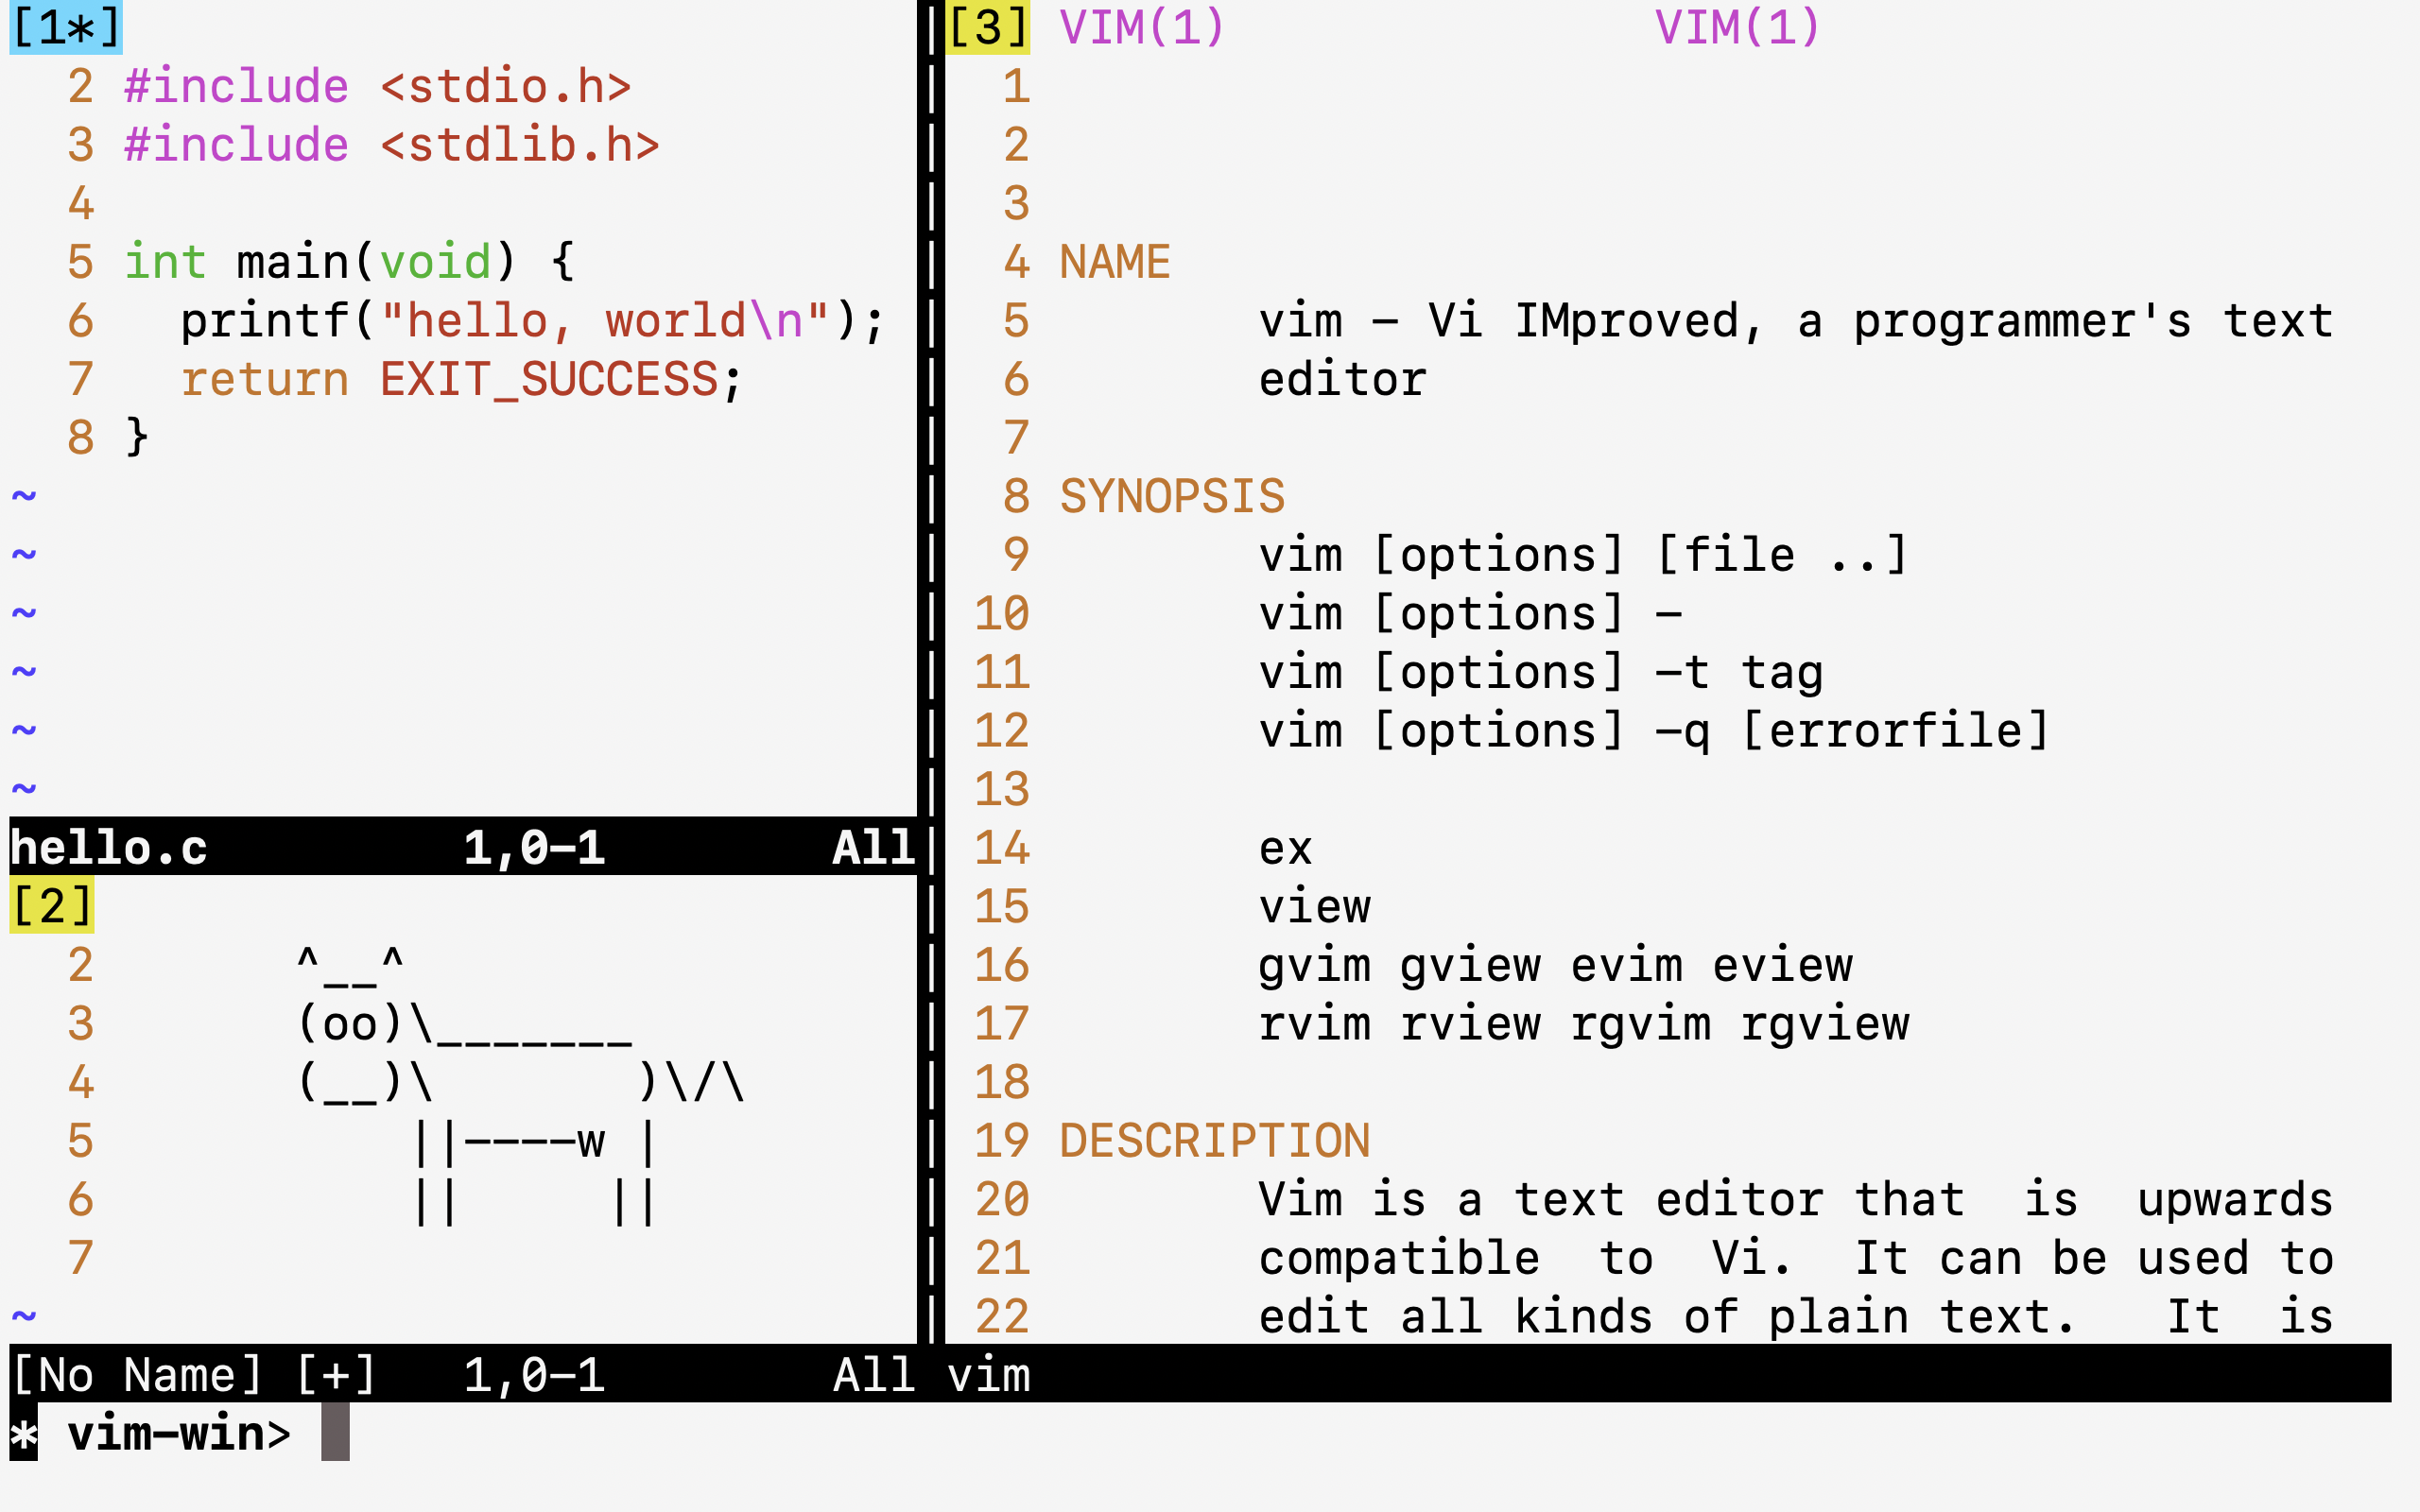 [1*]
  2 #include <stdio.h>
  3 #include <stdlib.h>
  4
  5 int main(void) {
  6   printf("hello, world\n");
  7   return EXIT_SUCCESS;
  8 }
~
~
~
~
~
~
hello.c         1,0-1        All
[2]
  2       ^__^
  3       (oo)\_______
  4       (__)\       )\/\
  5           ||----w |
  6           ||     ||
  7
~
[No Name] [+]   1,0-1        All
[3] VIM(1)               VIM(1)
  1
  2
  3
  4 NAME
  5        vim - Vi IMproved, a programmer's text
  6        editor
  7
  8 SYNOPSIS
  9        vim [options] [file ..]
 10        vim [options] -
 11        vim [options] -t tag
 12        vim [options] -q [errorfile]
 13
 14        ex
 15        view
 16        gvim gview evim eview
 17        rvim rview rgvim rgview
 18
 19 DESCRIPTION
 20        Vim is a text editor that  is  upwards
 21        compatible  to  Vi.  It can be used to
 22        edit all kinds of plain text.   It  is
vim
* vim-win>